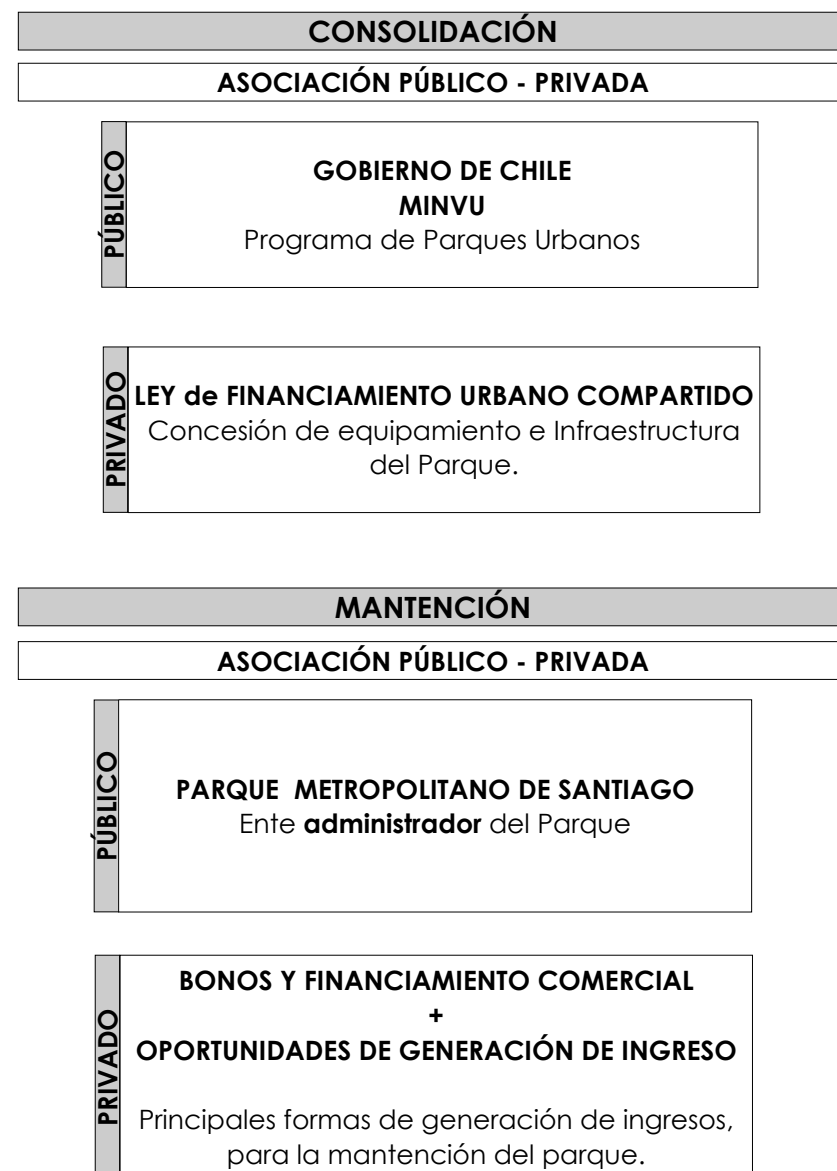 CONSOLIDACIÓN
ASOCIACIÓN PÚBLICO - PRIVADA
PÚBLICO
GOBIERNO DE CHILE
MINVU
Programa de Parques Urbanos
PRIVADO
LEY de FINANCIAMIENTO URBANO COMPARTIDO
Concesión de equipamiento e Infraestructura
del Parque.
MANTENCIÓN
ASOCIACIÓN PÚBLICO - PRIVADA
PÚBLICO
PARQUE METROPOLITANO DE SANTIAGO
Ente administrador del Parque
PRIVADO
BONOS Y FINANCIAMIENTO COMERCIAL
+
OPORTUNIDADES DE GENERACIÓN DE INGRESO
Principales formas de generación de ingresos,
para la mantención del parque.